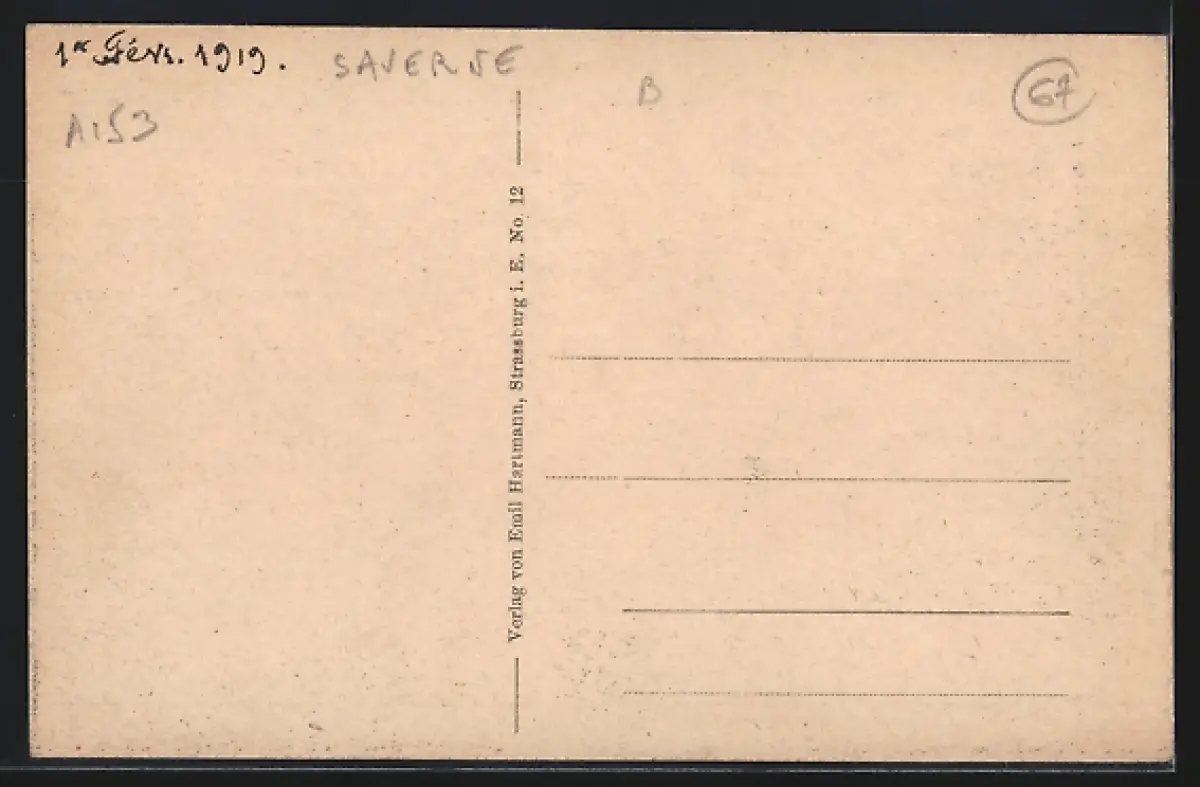 1er Févr. 1919.
SAVERNE
B
67
A153
Verlag von Emil Hartmann, Strassburg i. E. No. 12